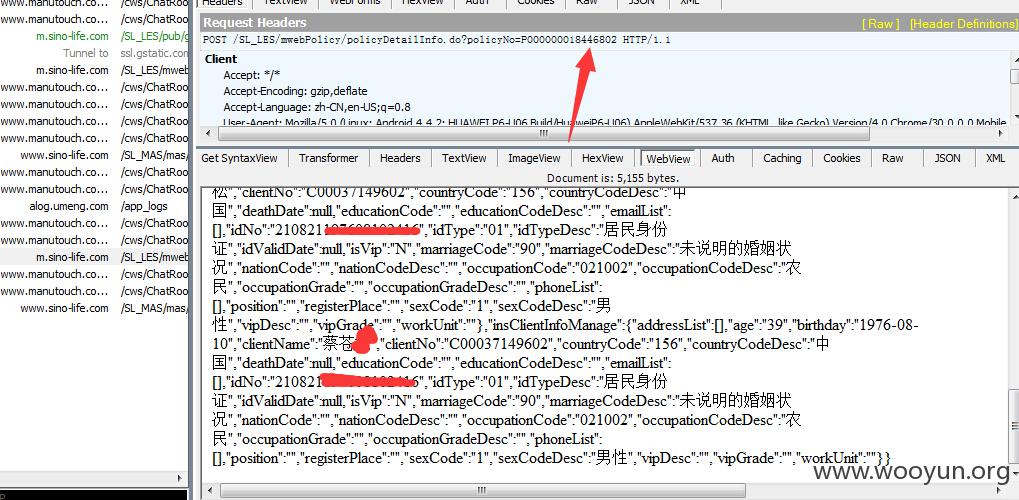 Headers TextView WebForms HexView Auth Cookies Raw JSON XML
/cws/ChatRoo
www.manutouch.co...
m.sino-life.com /SL_LES/pub/g
Tunnel to ssl.gstatic.com
m.sino-life.com /SL_LES/mweb
www.manutouch.co... /cws/ChatRoo
www.manutouch.co... /cws/ChatRoo
www.manutouch.co... /cws/ChatRoo
www.sino-life.com /SL_MAS/mas/
www.manutouch.co... /cws/ChatRoo
www.manutouch.co... /cws/ChatRoo
alog.umeng.com /app_logs
www.manutouch.co... /cws/ChatRoo
m.sino-life.com /SL_LES/mweb
www.manutouch.co... /cws/ChatRoo
www.manutouch.co... /cws/ChatRoo
www.sino-life.com /SL_MAS/mas/
Request Headers [ Raw ] [Header Definitions]
POST /SL_LES/mwebPolicy/policyDetailInfo.do?policyNo=P000000018446802 HTTP/1.1
Client
Accept: */*
Accept-Encoding: gzip,deflate
Accept-Language: zh-CN,en-US;q=0.8
User-Agent: Mozilla/5.0 (Linux; Android 4.4.2; HUAWEI P6-U06 Build/HuaweiP6-U06) AppleWebKit/537.36 (KHTML, like Gecko) Version/4.0 Chrome/30.0.0.0 Mobile
Get SyntaxView Transformer Headers TextView ImageView HexView WebView Auth Caching Cookies Raw JSON XML
Document is: 5,155 bytes.
松","clientNo":"C00037149602","countryCode":"156","countryCodeDesc":"中
国","deathDate":null,"educationCode":"","educationCodeDesc":"","emailList":
[],"idNo":"210821","idType":"01","idTypeDesc":"居民身份
证","idValidDate":null,"isVip":"N","marriageCode":"90","marriageCodeDesc":"未说明的婚姻状
况","nationCode":"","nationCodeDesc":"","occupationCode":"021002","occupationCodeDesc":"农
民","occupationGrade":"","occupationGradeDesc":"","phoneList":
[],"position":"","registerPlace":"","sexCode":"1","sexCodeDesc":"男
性","vipDesc":"","vipGrade":"","workUnit":""},"insClientInfoManage":{"addressList":[],"age":"39","birthday":"1976-08-
10","clientName":"蔡苍","clientNo":"C00037149602","countryCode":"156","countryCodeDesc":"中
国","deathDate":null,"educationCode":"","educationCodeDesc":"","emailList":
[],"idNo":"21082","idType":"01","idTypeDesc":"居民身份
证","idValidDate":null,"isVip":"N","marriageCode":"90","marriageCodeDesc":"未说明的婚姻状
况","nationCode":"","nationCodeDesc":"","occupationCode":"021002","occupationCodeDesc":"农
民","occupationGrade":"","occupationGradeDesc":"","phoneList":
[],"position":"","registerPlace":"","sexCode":"1","sexCodeDesc":"男性","vipDesc":"","vipGrade":"","workUnit":""}}
www.wooyun.org